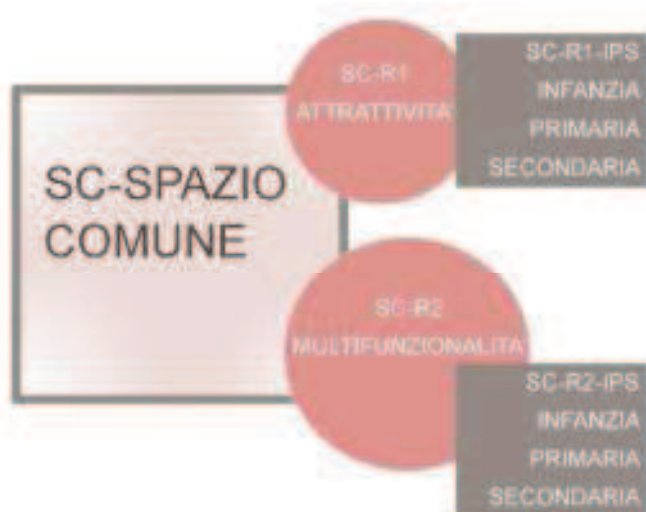 SC-SPAZIO
COMUNE
SC-R1
ATTRATTIVITA'
SC-R1-IPS
INFANZIA
PRIMARIA
SECONDARIA
SC-R2
MULTIFUNZIONALITA'
SC-R2-IPS
INFANZIA
PRIMARIA
SECONDARIA